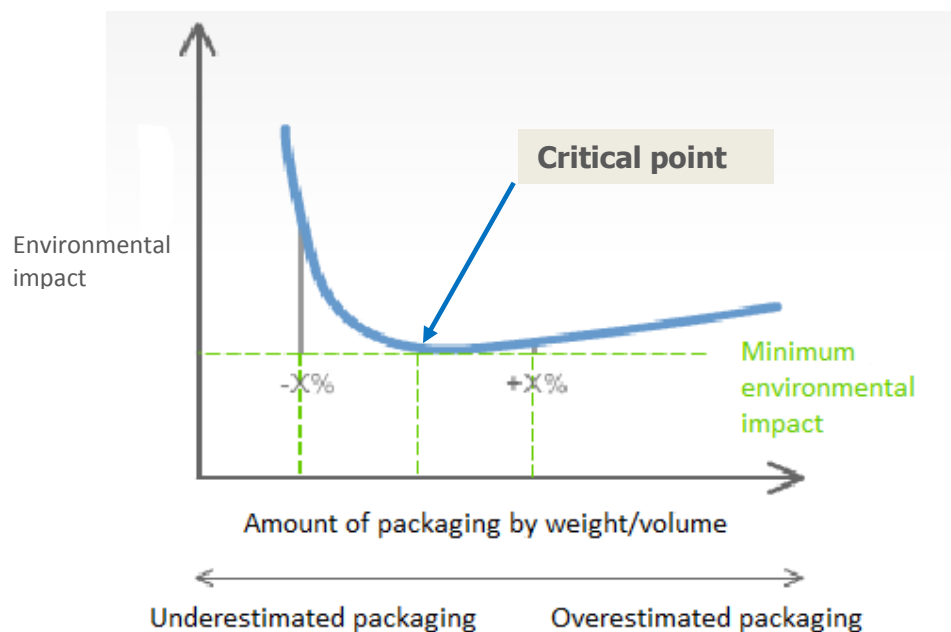 Critical point
Environmental
impact
-X%
+X%
Minimum
environmental
impact
Amount of packaging by weight/volume
Underestimated packaging
Overestimated packaging